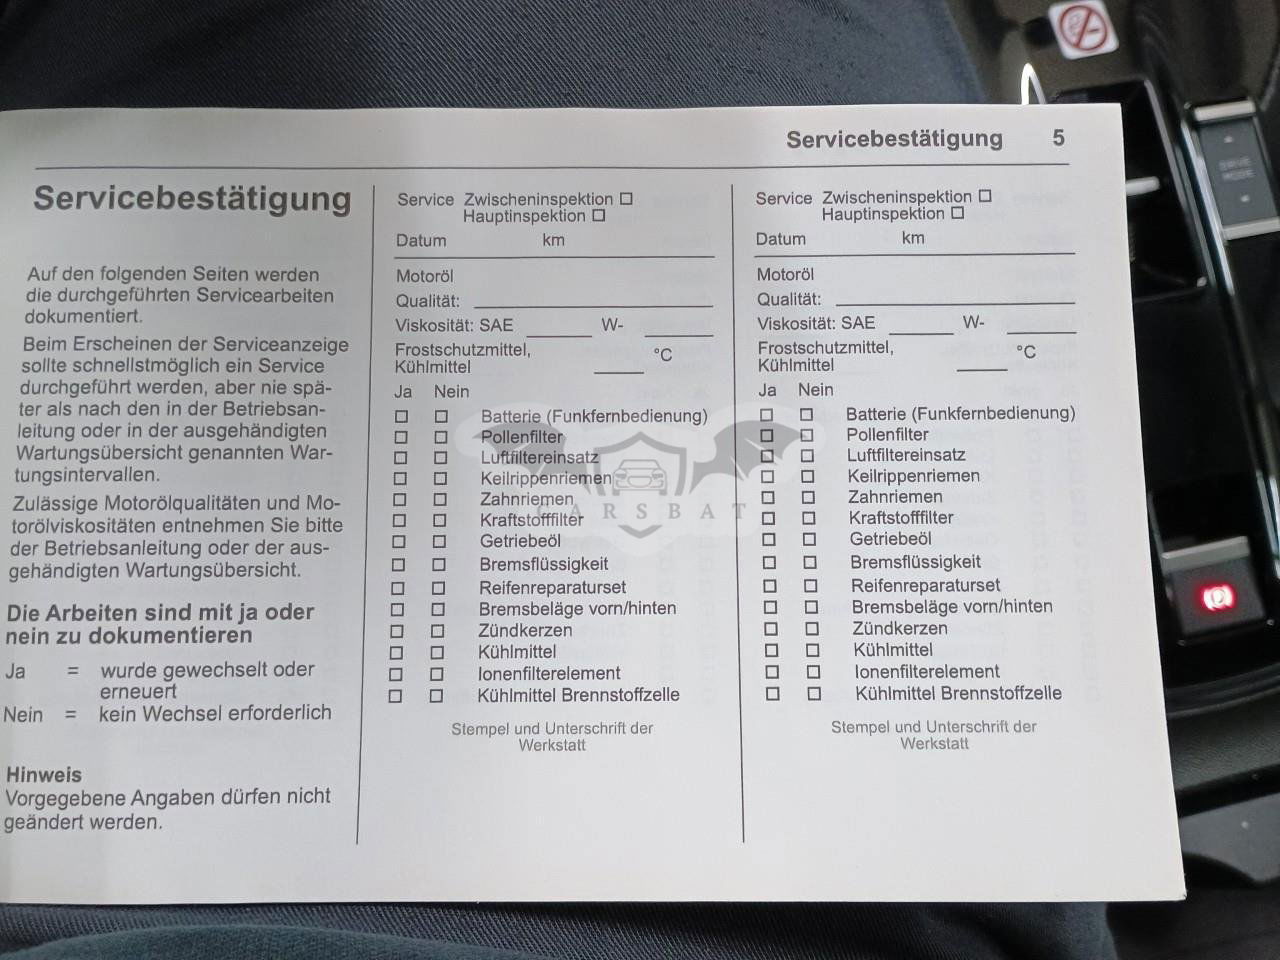 Servicebestätigung 5
Servicebestätigung
Auf den folgenden Seiten werden
die durchgeführten Servicearbeiten
dokumentiert.
Beim Erscheinen der Serviceanzeige
sollte schnellstmöglich ein Service
durchgeführt werden, aber nie spä-
ter als nach den in der Betriebsan-
leitung oder in der ausgehändigten
Wartungsübersicht genannten War-
tungsintervallen.
Zulässige Motorölqualitäten und Mo-
torölviskositäten entnehmen Sie bitte
der Betriebsanleitung oder der aus-
gehändigten Wartungsübersicht.
Die Arbeiten sind mit ja oder
nein zu dokumentieren
Ja = wurde gewechselt oder
erneuert
Nein = kein Wechsel erforderlich
Hinweis
Vorgegebene Angaben dürfen nicht
geändert werden.
Service Zwischeninspektion ☐
Hauptinspektion ☐
Datum km
Motoröl
Qualität:
Viskosität: SAE W-
Frostschutzmittel, °C
Kühlmittel
Ja Nein
☐ ☐ Batterie (Funkfernbedienung)
☐ ☐ Pollenfilter
☐ ☐ Luftfiltereinsatz
☐ ☐ Keilrippenriemen
☐ ☐ Zahnriemen
☐ ☐ Kraftstofffilter
☐ ☐ Getriebeöl
☐ ☐ Bremsflüssigkeit
☐ ☐ Reifenreparaturset
☐ ☐ Bremsbeläge vorn/hinten
☐ ☐ Zündkerzen
☐ ☐ Kühlmittel
☐ ☐ Ionenfilterelement
☐ ☐ Kühlmittel Brennstoffzelle
Stempel und Unterschrift der
Werkstatt
Service Zwischeninspektion ☐
Hauptinspektion ☐
Datum km
Motoröl
Qualität:
Viskosität: SAE W-
Frostschutzmittel, °C
Kühlmittel
Ja Nein
☐ ☐ Batterie (Funkfernbedienung)
☐ ☐ Pollenfilter
☐ ☐ Luftfiltereinsatz
☐ ☐ Keilrippenriemen
☐ ☐ Zahnriemen
☐ ☐ Kraftstofffilter
☐ ☐ Getriebeöl
☐ ☐ Bremsflüssigkeit
☐ ☐ Reifenreparaturset
☐ ☐ Bremsbeläge vorn/hinten
☐ ☐ Zündkerzen
☐ ☐ Kühlmittel
☐ ☐ Ionenfilterelement
☐ ☐ Kühlmittel Brennstoffzelle
Stempel und Unterschrift der
Werkstatt
CARSBAT
DRIVE
MODE